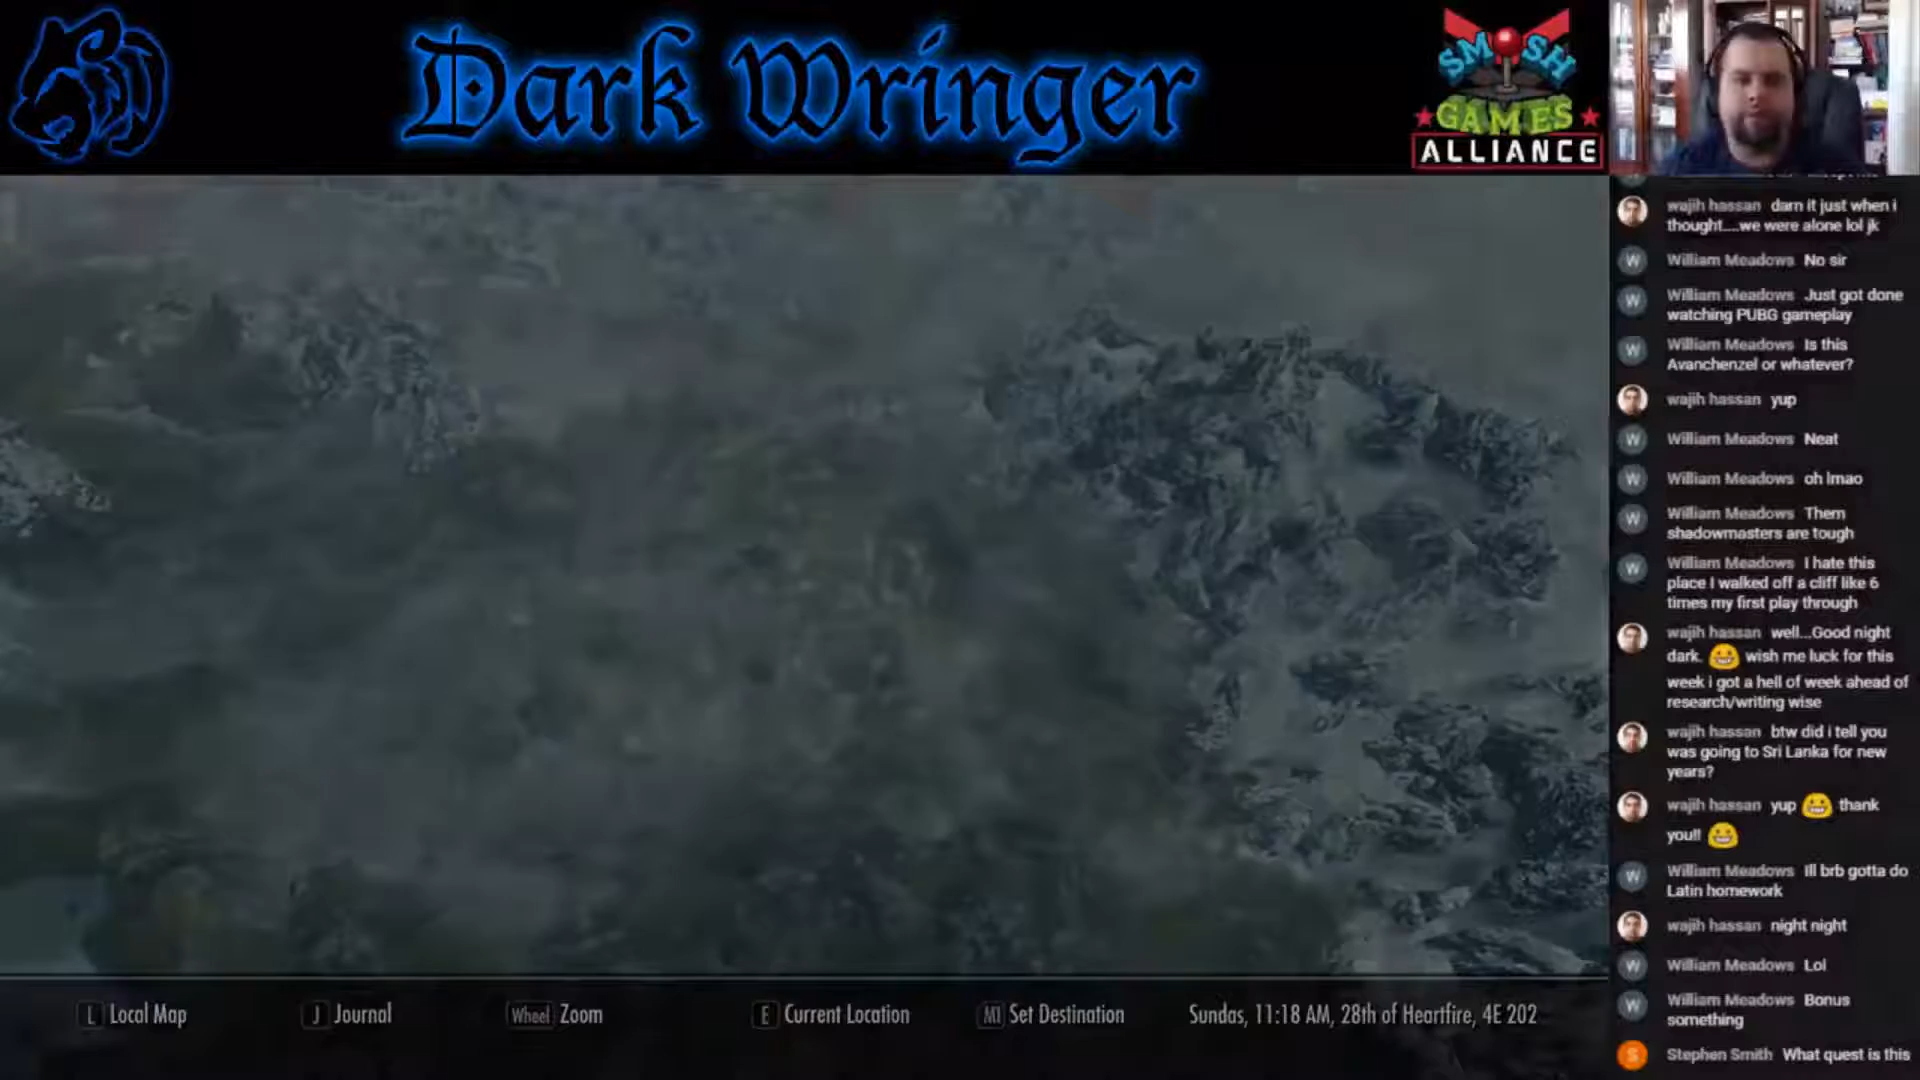 Dark Wringer
SMASH
GAMES
ALLIANCE
wajih hassan darn it just when i
thought....we were alone lol jk
W William Meadows No sir
W William Meadows Just got done
watching PUBG gameplay
W William Meadows Is this
Avanchenzel or whatever?
wajih hassan yup
W William Meadows Neat
W William Meadows oh lmao
W William Meadows Them
shadowmasters are tough
W William Meadows I hate this
place I walked off a cliff like 6
times my first play through
wajih hassan well...Good night
dark. 😀 wish me luck for this
week i got a hell of week ahead of
research/writing wise
wajih hassan btw did i tell you
was going to Sri Lanka for new
years?
wajih hassan yup 😀 thank
you!! 😀
W William Meadows Ill brb gotta do
Latin homework
wajih hassan night night
W William Meadows Lol
W William Meadows Bonus
something
S Stephen Smith What quest is this
L Local Map J Journal Wheel Zoom E Current Location M1 Set Destination Sundas, 11:18 AM, 28th of Heartfire, 4E 202